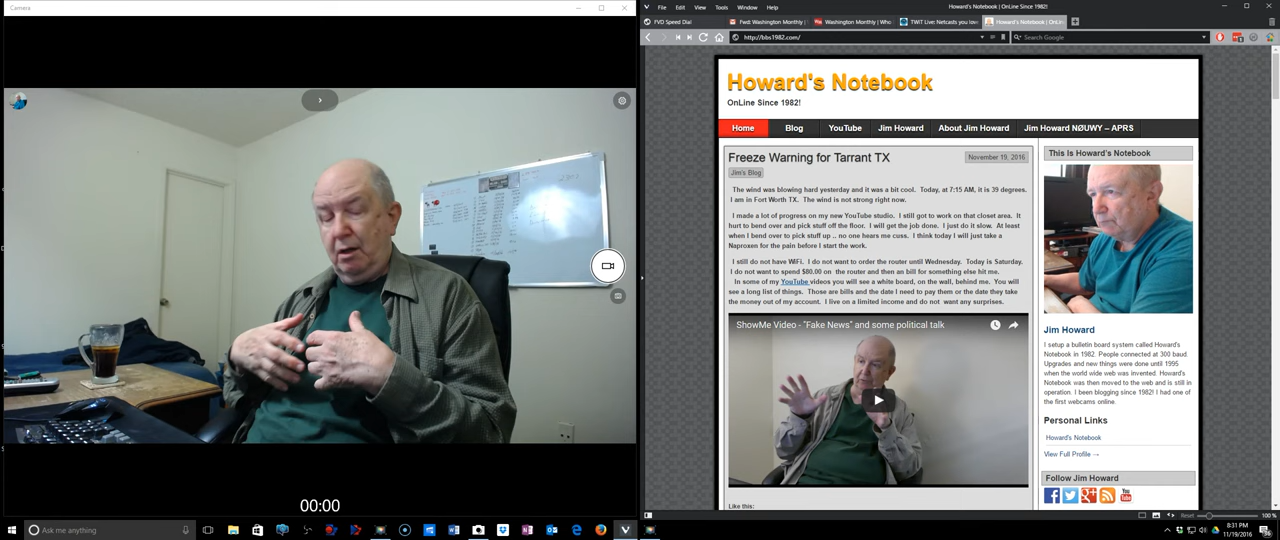 Camera
00:00
File Edit View Tools Window Help
Howard's Notebook | OnLine Since 1982!
FVD Speed Dial
Fwd: Washington Monthly |
Washington Monthly | Who
TWiT Live: Netcasts you lov
Howard's Notebook | OnLin
http://bbs1982.com/
Search Google
Howard's Notebook
OnLine Since 1982!
Home Blog YouTube Jim Howard About Jim Howard Jim Howard NØUWY – APRS
Freeze Warning for Tarrant TX
November 19, 2016
Jim's Blog
The wind was blowing hard yesterday and it was a bit cool. Today, at 7:15 AM, it is 39 degrees.
I am in Fort Worth TX. The wind is not strong right now.
I made a lot of progress on my new YouTube studio. I still got to work on that closet area. It
hurt to bend over and pick stuff off the floor. I will get the job done. I just do it slow. At least
when I bend over to pick stuff up .. no one hears me cuss. I think today I will just take a
Naproxen for the pain before I start the work.
I still do not have WiFi. I do not want to order the router until Wednesday. Today is Saturday.
I do not want to spend $80.00 on the router and then an bill for something else hit me.
In some of my YouTube videos you will see a white board, on the wall, behind me. You will
see a long list of things. Those are bills and the date I need to pay them or the date they take
the money out of my account. I live on a limited income and do not want any surprises.
ShowMe Video - "Fake News" and some political talk
Like this:
This is Howard's Notebook
Jim Howard
I setup a bulletin board system called Howard's
Notebook in 1982. People connected at 300 baud.
Upgrades and new things were done until 1995
when the world wide web was invented. Howard's
Notebook was then moved to the web and is still in
operation. I been blogging since 1982! I had one of
the first webcams online.
Personal Links
Howard's Notebook
View Full Profile →
Follow Jim Howard
You
Tube
Reset
100 %
Ask me anything
8:31 PM
11/19/2016